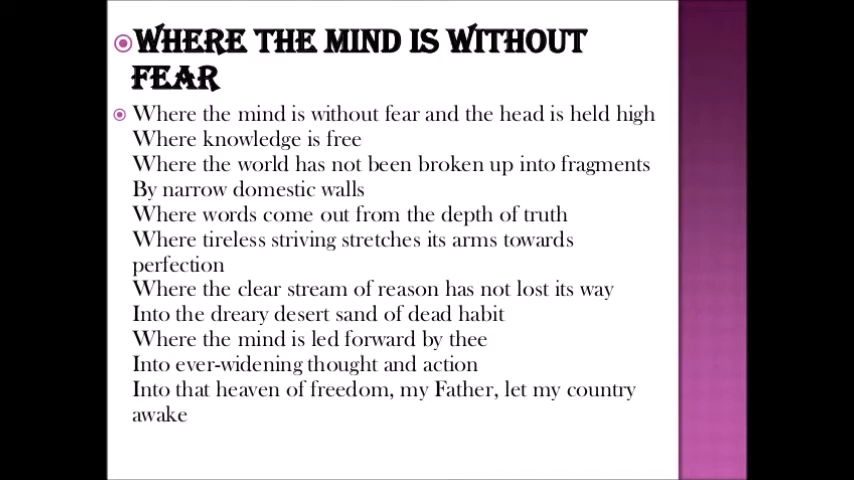 WHERE THE MIND IS WITHOUT
FEAR
Where the mind is without fear and the head is held high
Where knowledge is free
Where the world has not been broken up into fragments
By narrow domestic walls
Where words come out from the depth of truth
Where tireless striving stretches its arms towards
perfection
Where the clear stream of reason has not lost its way
Into the dreary desert sand of dead habit
Where the mind is led forward by thee
Into ever-widening thought and action
Into that heaven of freedom, my Father, let my country
awake